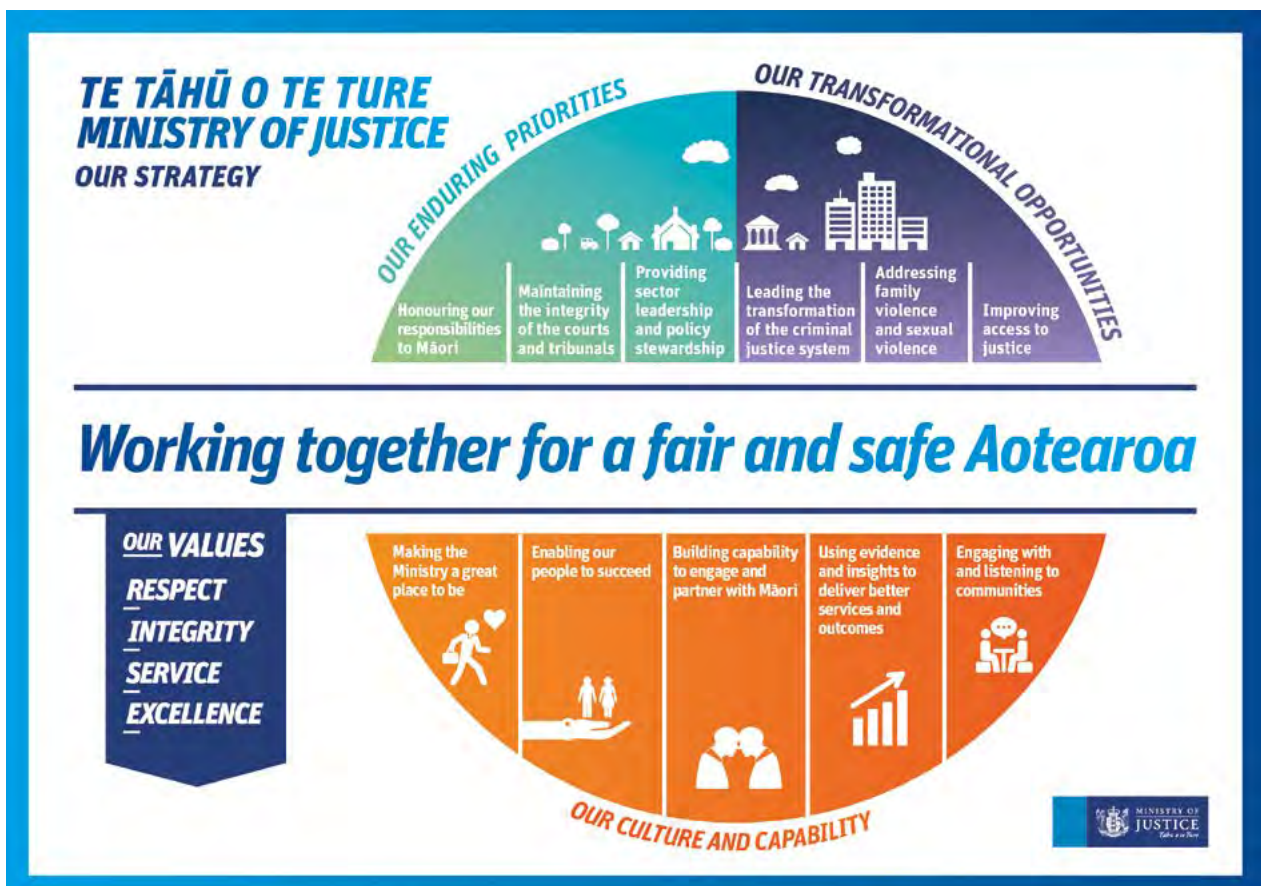 TE TĀHŪ O TE TURE
MINISTRY OF JUSTICE
OUR STRATEGY
OUR ENDURING PRIORITIES
OUR TRANSFORMATIONAL OPPORTUNITIES
Honouring our
responsibilities
to Māori
Maintaining
the integrity
of the courts
and tribunals
Providing
sector
leadership
and policy
stewardship
Leading the
transformation
of the criminal
justice system
Addressing
family
violence
and sexual
violence
Improving
access to
justice
Working together for a fair and safe Aotearoa
OUR VALUES
RESPECT
INTEGRITY
SERVICE
EXCELLENCE
Making the
Ministry a great
place to be
Enabling our
people to succeed
Building capability
to engage and
partner with Māori
Using evidence
and insights to
deliver better
services and
outcomes
Engaging with
and listening to
communities
OUR CULTURE AND CAPABILITY
MINISTRY OF
JUSTICE